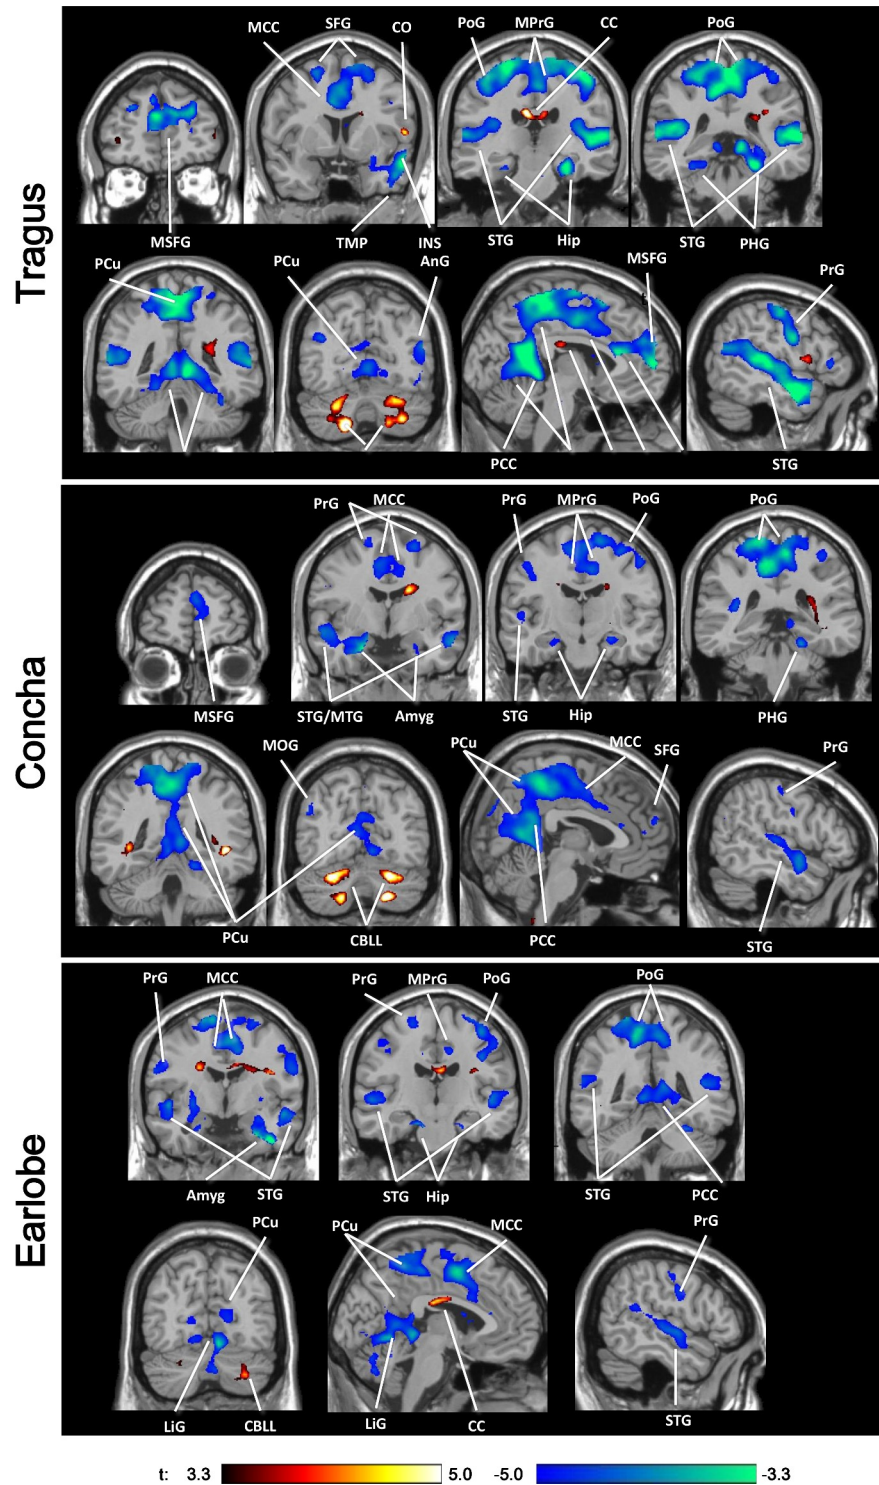 Tragus
MCC SFG CO PoG MPrG CC PoG
MSFG TMP INS STG Hip STG PHG
PCu PCu AnG MSFG PrG
PCC STG
Concha
PrG MCC PrG MPrG PoG PoG
MSFG STG/MTG Amyg STG Hip PHG
MOG PCu MCC SFG PrG
PCu CBLL PCC STG
Earlobe
PrG MCC PrG MPrG PoG PoG
Amyg STG STG Hip STG PCC
PCu PCu MCC PrG
LiG CBLL LiG CC STG
t: 3.3 5.0 -5.0 -3.3